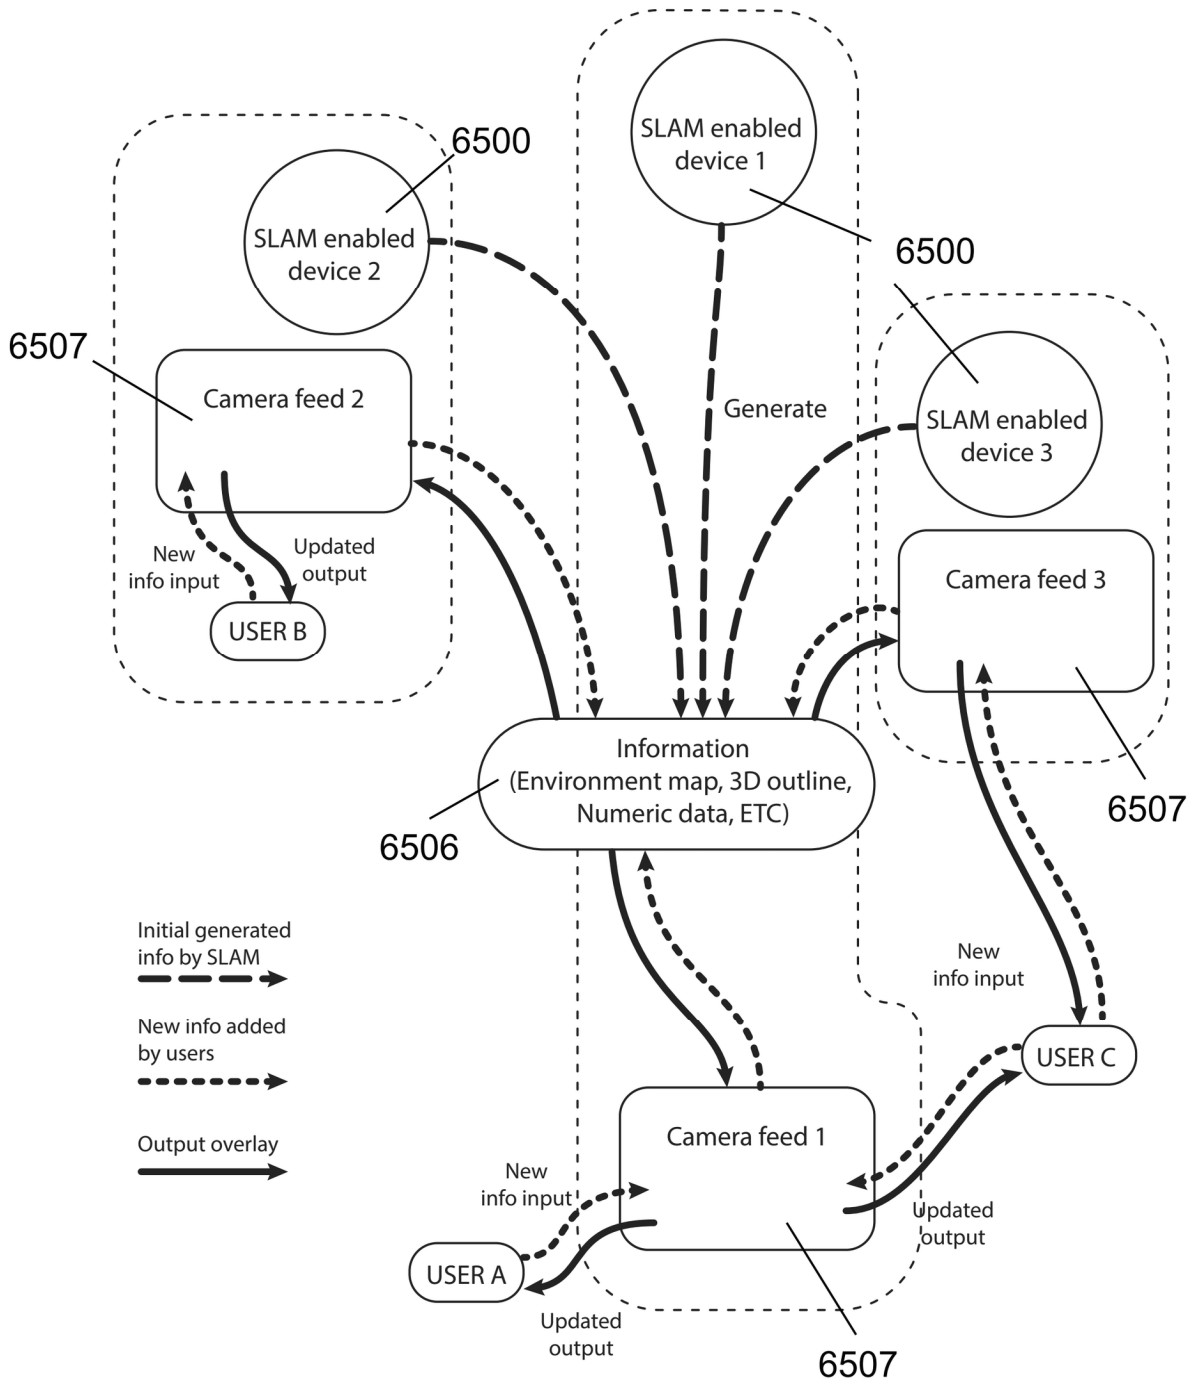 SLAM enabled
device 1
6500
SLAM enabled
device 2
6500
6507
Camera feed 2
Generate
SLAM enabled
device 3
New
info input
Updated
output
USER B
Camera feed 3
Information
(Environment map, 3D outline,
Numeric data, ETC)
6507
6506
Initial generated
info by SLAM
New
info input
New info added
by users
USER C
Output overlay
Camera feed 1
New
info input
Updated
output
USER A
Updated
output
6507